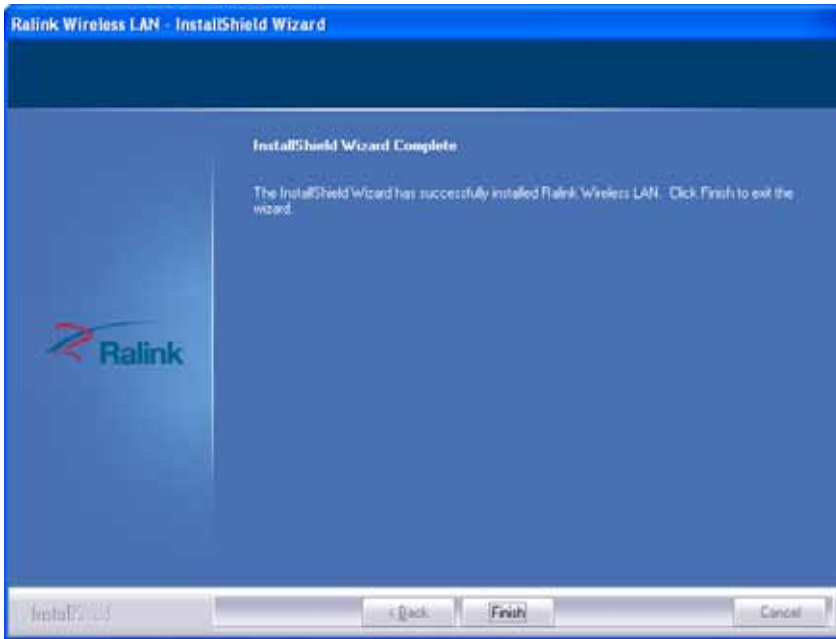 Ralink Wireless LAN - InstallShield Wizard
InstallShield Wizard Complete
The InstallShield Wizard has successfully installed Ralink Wireless LAN. Click Finish to exit the
wizard.
Ralink
InstallShield
< Back
Finish
Cancel